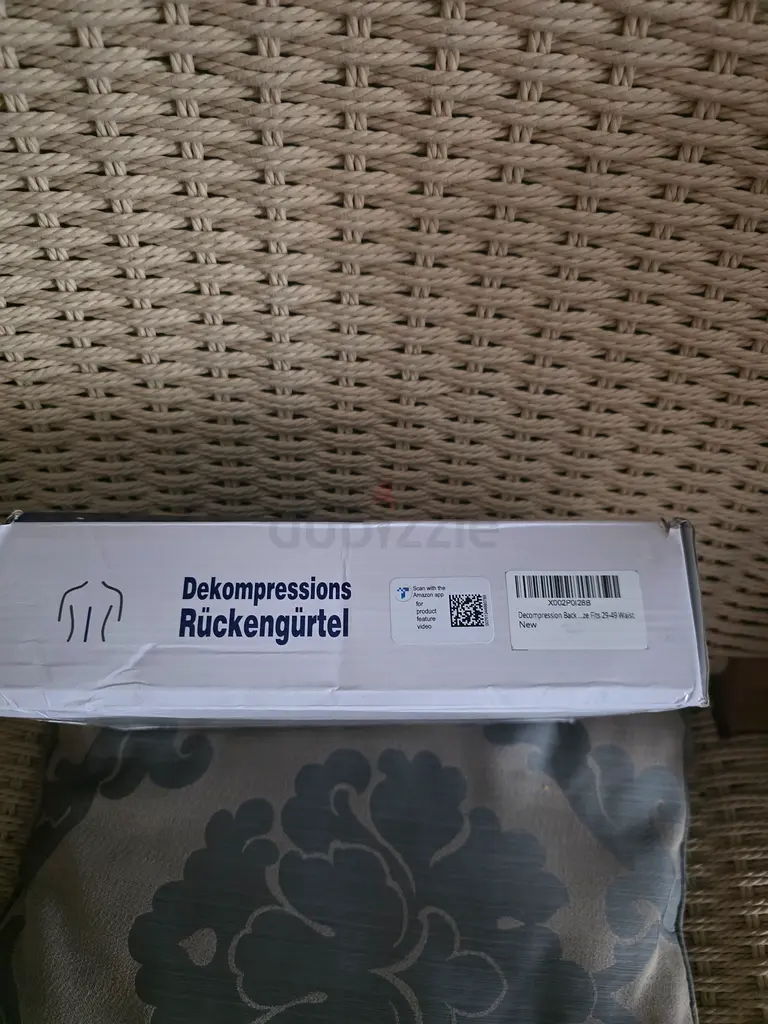 dubizzle
Dekompressions
Rückengürtel
Scan with the
Amazon app
for
product
feature
video
X002P0I28B
Decompression Back ...ze Fits 29-49 Waist
New